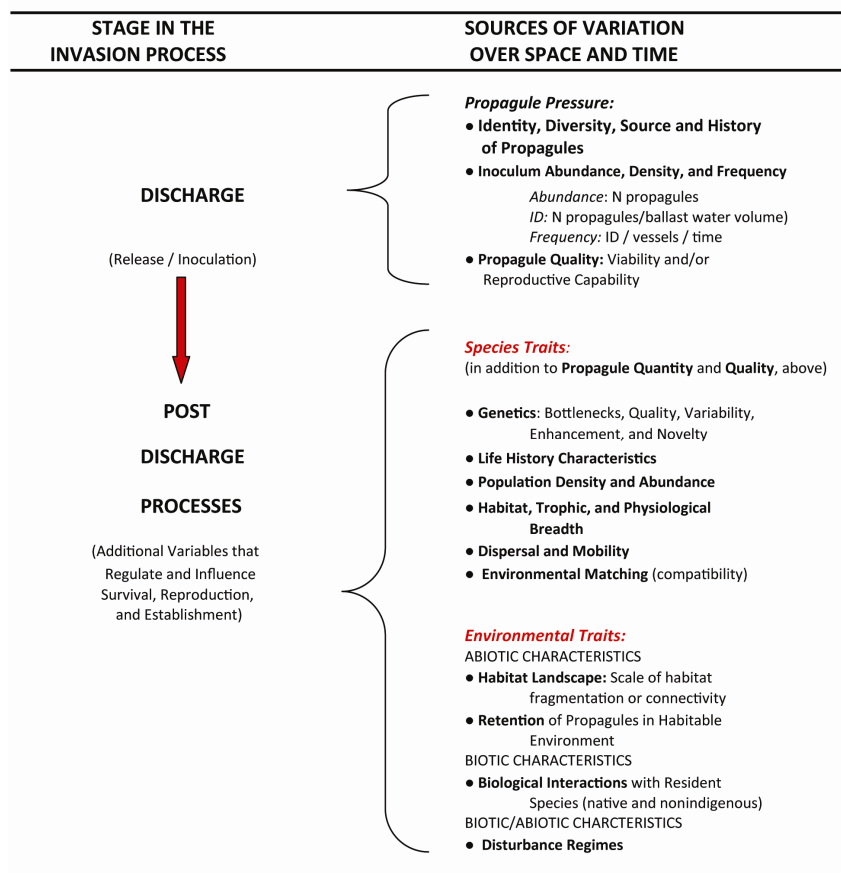 STAGE IN THE
INVASION PROCESS
SOURCES OF VARIATION
OVER SPACE AND TIME
DISCHARGE
(Release / Inoculation)
Propagule Pressure:
● Identity, Diversity, Source and History
of Propagules
● Inoculum Abundance, Density, and Frequency
Abundance: N propagules
ID: N propagules/ballast water volume)
Frequency: ID / vessels / time
● Propagule Quality: Viability and/or
Reproductive Capability
POST
DISCHARGE
PROCESSES
(Additional Variables that
Regulate and Influence
Survival, Reproduction,
and Establishment)
Species Traits:
(in addition to Propagule Quantity and Quality, above)
● Genetics: Bottlenecks, Quality, Variability,
Enhancement, and Novelty
● Life History Characteristics
● Population Density and Abundance
● Habitat, Trophic, and Physiological
Breadth
● Dispersal and Mobility
● Environmental Matching (compatibility)
Environmental Traits:
ABIOTIC CHARACTERISTICS
● Habitat Landscape: Scale of habitat
fragmentation or connectivity
● Retention of Propagules in Habitable
Environment
BIOTIC CHARACTERISTICS
● Biological Interactions with Resident
Species (native and nonindigenous)
BIOTIC/ABIOTIC CHARCTERISTICS
● Disturbance Regimes